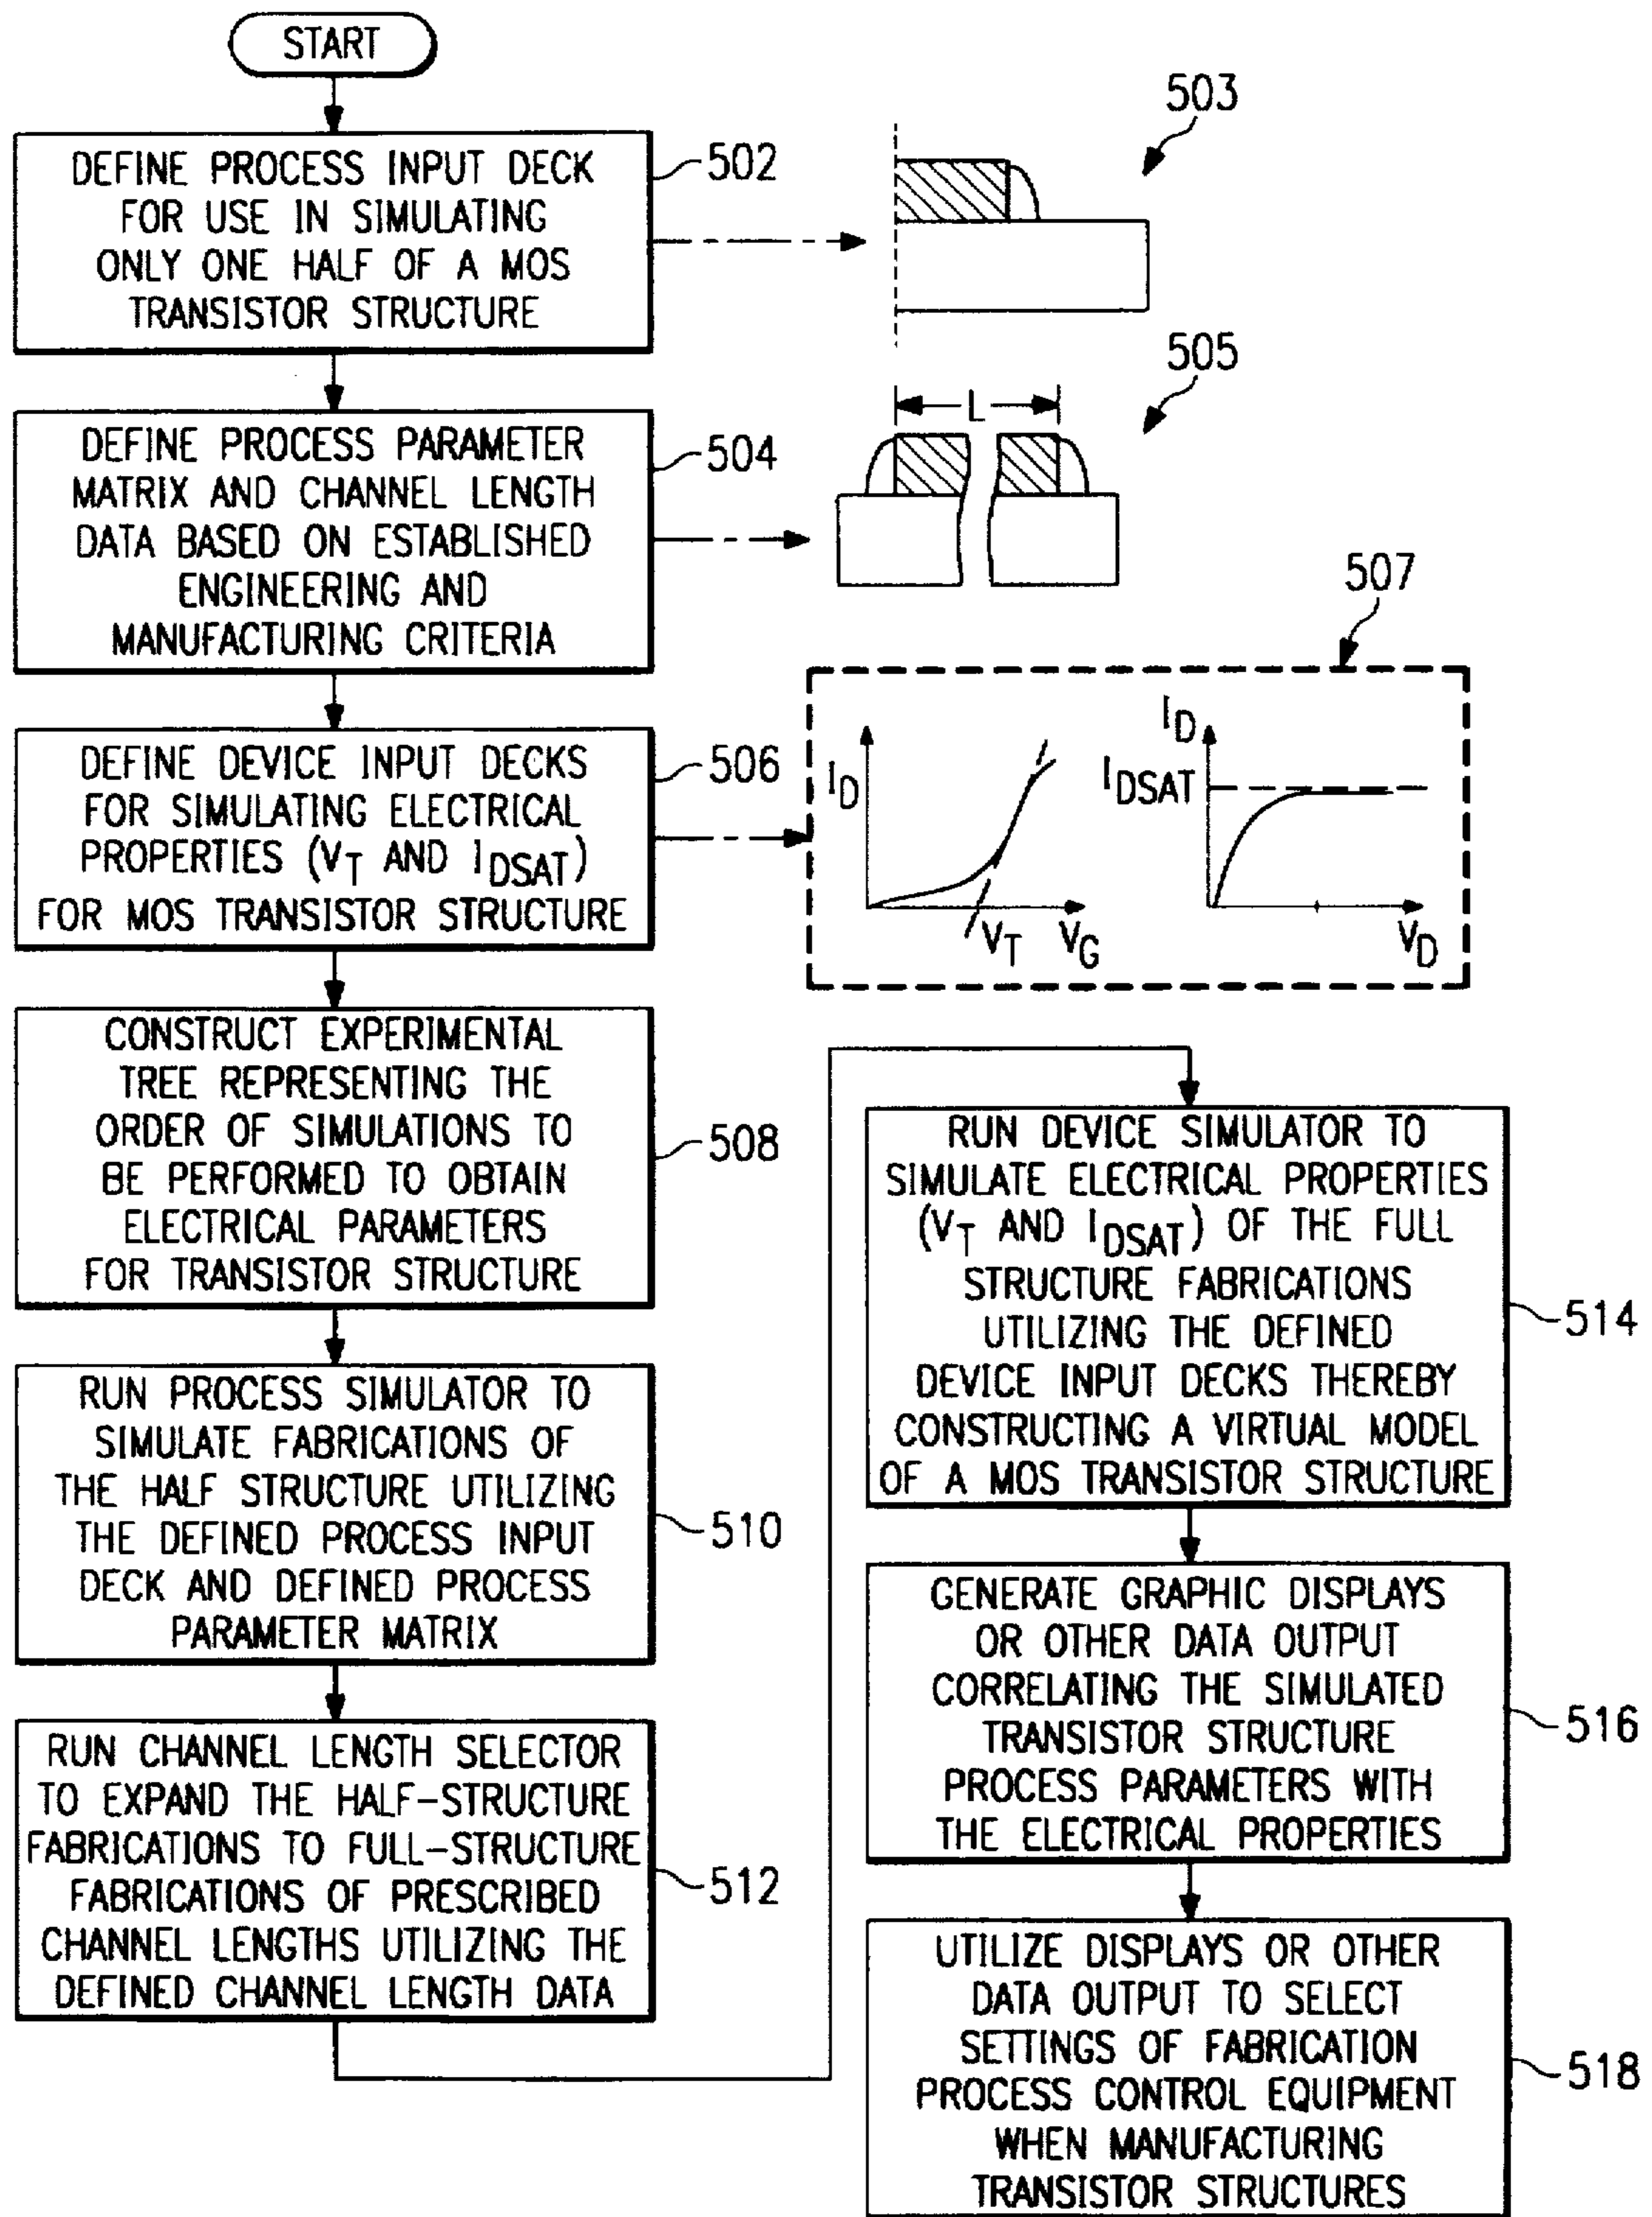 START
DEFINE PROCESS INPUT DECK
FOR USE IN SIMULATING
ONLY ONE HALF OF A MOS
TRANSISTOR STRUCTURE
502
503
DEFINE PROCESS PARAMETER
MATRIX AND CHANNEL LENGTH
DATA BASED ON ESTABLISHED
ENGINEERING AND
MANUFACTURING CRITERIA
504
505
L
DEFINE DEVICE INPUT DECKS
FOR SIMULATING ELECTRICAL
PROPERTIES (VT AND IDSAT)
FOR MOS TRANSISTOR STRUCTURE
506
507
ID
VT VG
ID
IDSAT
VD
CONSTRUCT EXPERIMENTAL
TREE REPRESENTING THE
ORDER OF SIMULATIONS TO
BE PERFORMED TO OBTAIN
ELECTRICAL PARAMETERS
FOR TRANSISTOR STRUCTURE
508
RUN PROCESS SIMULATOR TO
SIMULATE FABRICATIONS OF
THE HALF STRUCTURE UTILIZING
THE DEFINED PROCESS INPUT
DECK AND DEFINED PROCESS
PARAMETER MATRIX
510
RUN CHANNEL LENGTH SELECTOR
TO EXPAND THE HALF-STRUCTURE
FABRICATIONS TO FULL-STRUCTURE
FABRICATIONS OF PRESCRIBED
CHANNEL LENGTHS UTILIZING THE
DEFINED CHANNEL LENGTH DATA
512
RUN DEVICE SIMULATOR TO
SIMULATE ELECTRICAL PROPERTIES
(VT AND IDSAT) OF THE FULL
STRUCTURE FABRICATIONS
UTILIZING THE DEFINED
DEVICE INPUT DECKS THEREBY
CONSTRUCTING A VIRTUAL MODEL
OF A MOS TRANSISTOR STRUCTURE
514
GENERATE GRAPHIC DISPLAYS
OR OTHER DATA OUTPUT
CORRELATING THE SIMULATED
TRANSISTOR STRUCTURE
PROCESS PARAMETERS WITH
THE ELECTRICAL PROPERTIES
516
UTILIZE DISPLAYS OR OTHER
DATA OUTPUT TO SELECT
SETTINGS OF FABRICATION
PROCESS CONTROL EQUIPMENT
WHEN MANUFACTURING
TRANSISTOR STRUCTURES
518